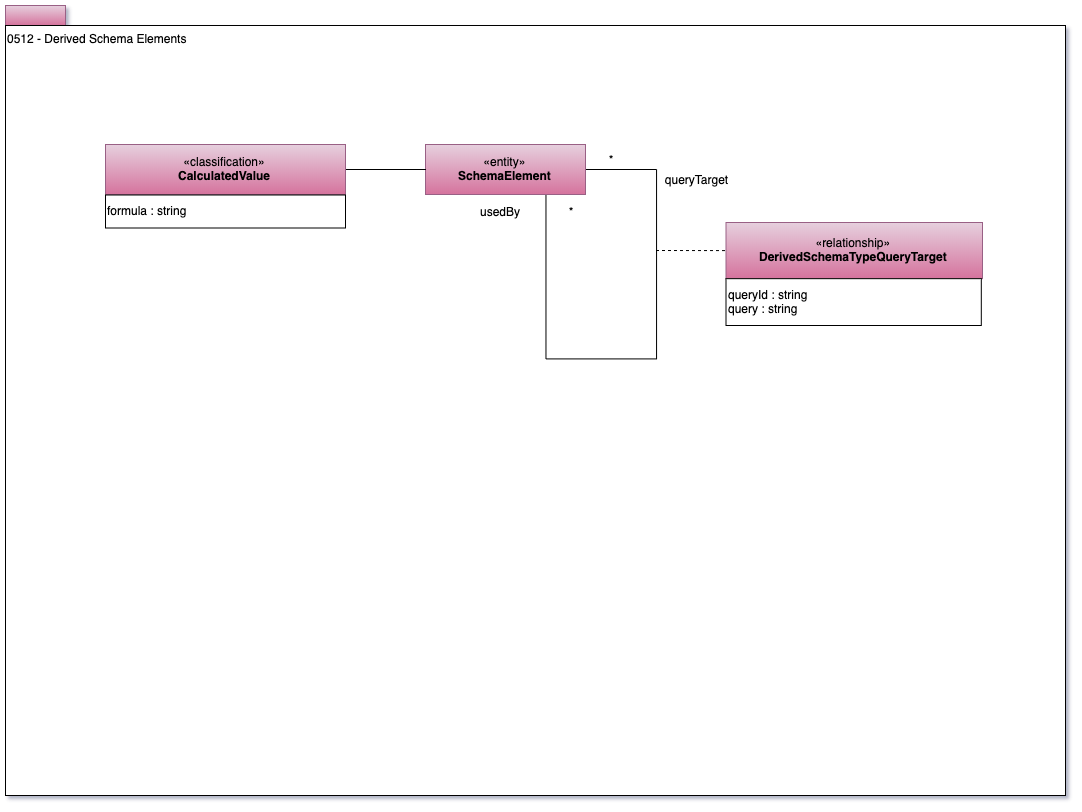 0512 - Derived Schema Elements
«classification»
CalculatedValue
formula : string
«entity»
SchemaElement
*
queryTarget
usedBy
*
«relationship»
DerivedSchemaTypeQueryTarget
queryId : string
query : string